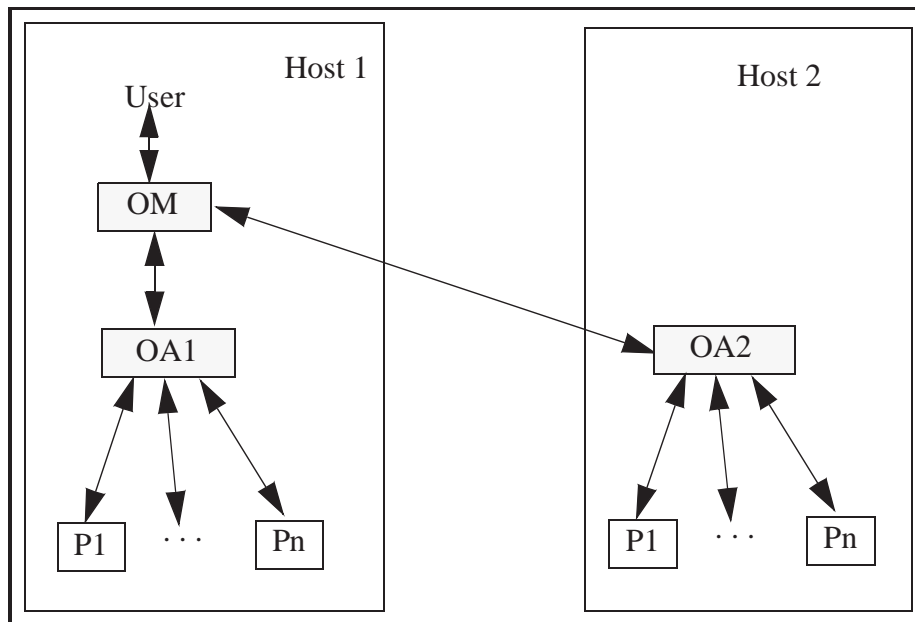 Host 1
Host 2
User
OM
OA1
OA2
P1
. . .
Pn
P1
. . .
Pn